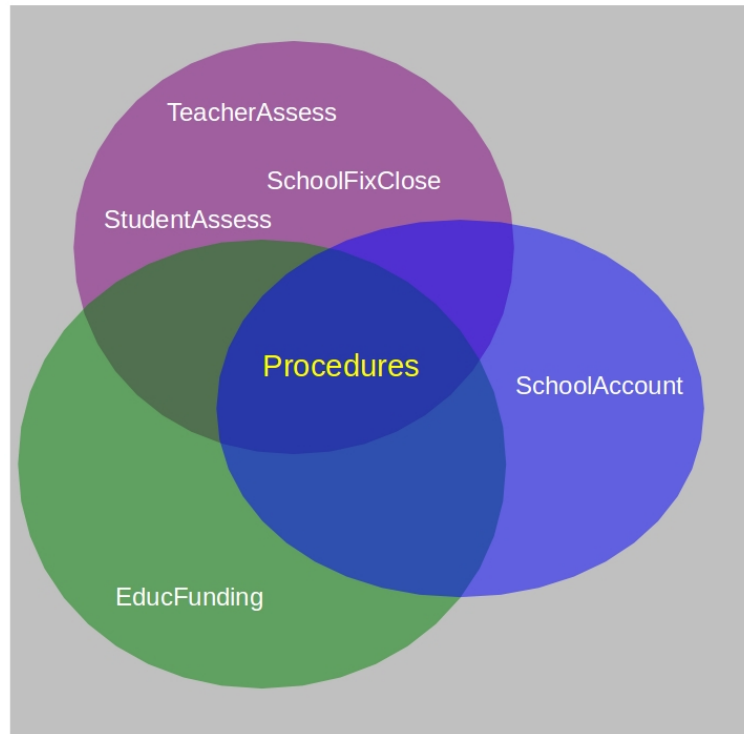 TeacherAssess
SchoolFixClose
StudentAssess
Procedures
SchoolAccount
EducFunding